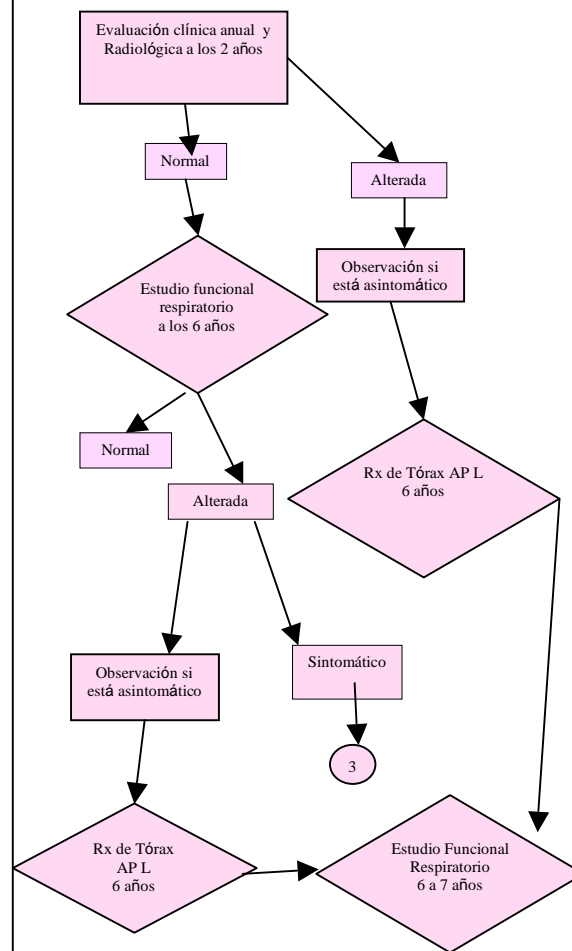 Evaluación clínica anual y
Radiológica a los 2 años
Normal
Alterada
Estudio funcional
respiratorio
a los 6 años
Observación si
está asintomático
Normal
Rx de Tórax AP L
6 años
Alterada
Observación si
está asintomático
Sintomático
3
Rx de Tórax
AP L
6 años
Estudio Funcional
Respiratorio
6 a 7 años